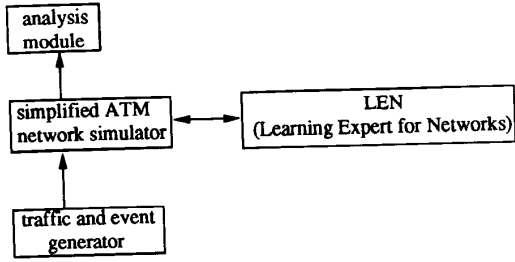 analysis
module
simplified ATM
network simulator
LEN
(Learning Expert for Networks)
traffic and event
generator